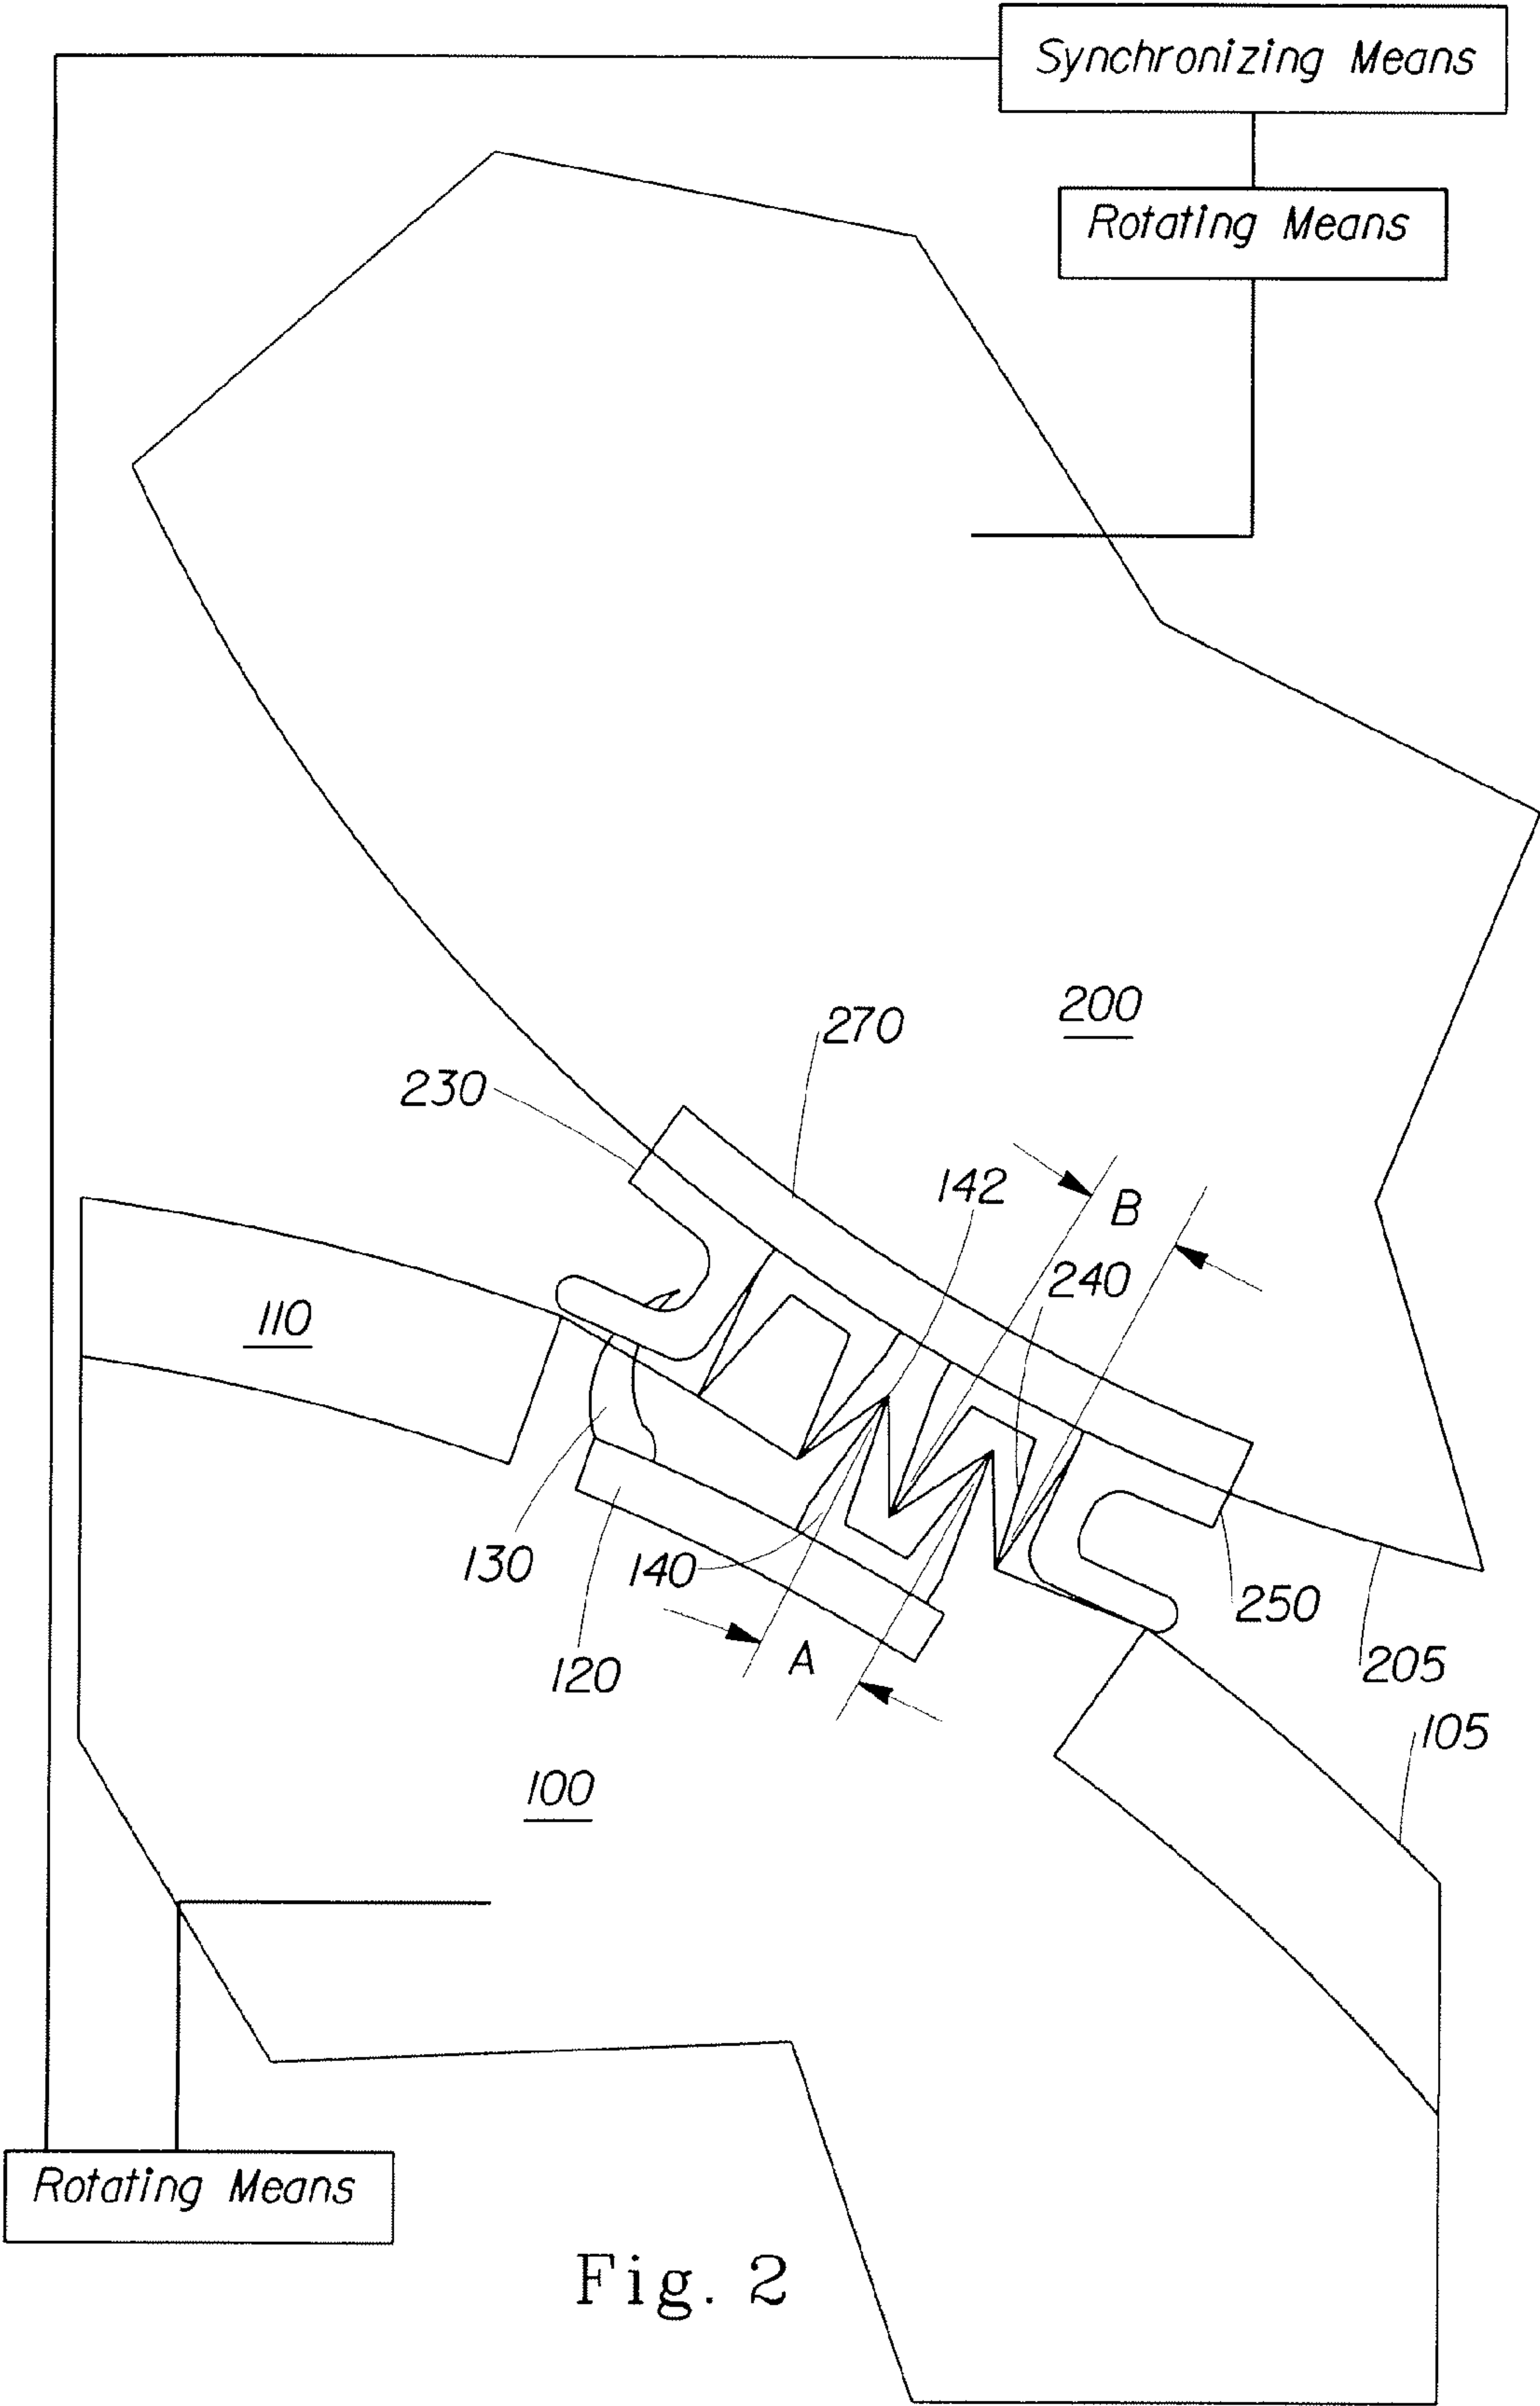 Synchronizing Means
Rotating Means
200
270
230
142
B
240
110
130
140
250
120
A
205
105
100
Rotating Means
Fig. 2